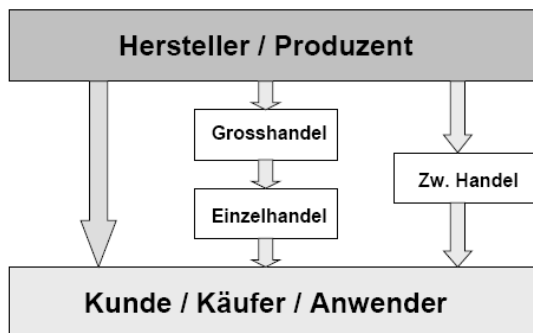 Hersteller / Produzent
Grosshandel
Zw. Handel
Einzelhandel
Kunde / Käufer / Anwender